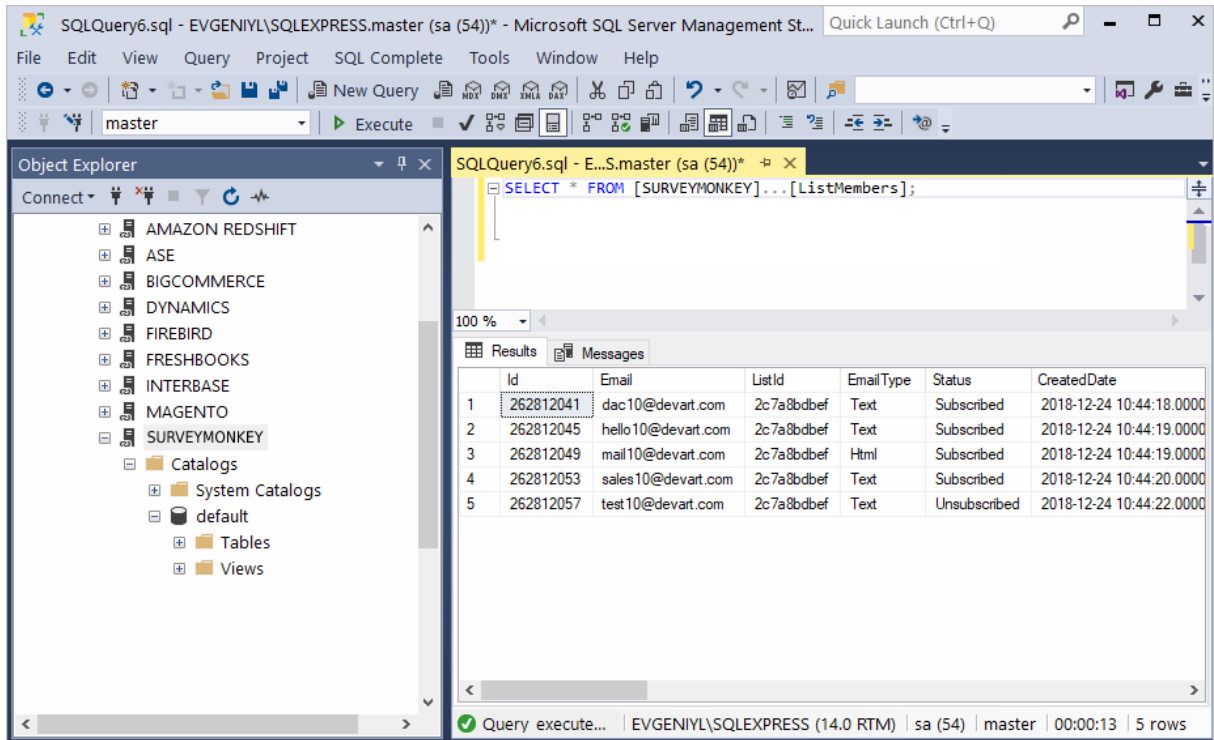 SQLQuery6.sql - EVGENIYL\SQLEXPRESS.master (sa (54))* - Microsoft SQL Server Management St...
Quick Launch (Ctrl+Q)
File Edit View Query Project SQL Complete Tools Window Help
New Query MDX DMX XMLA DAX
master Execute
Object Explorer
Connect
AMAZON REDSHIFT
ASE
BIGCOMMERCE
DYNAMICS
FIREBIRD
FRESHBOOKS
INTERBASE
MAGENTO
SURVEYMONKEY
Catalogs
System Catalogs
default
Tables
Views
SQLQuery6.sql - E...S.master (sa (54))*
SELECT * FROM [SURVEYMONKEY]...[ListMembers];
100 %
Results Messages
Id Email ListId EmailType Status CreatedDate
1 262812041 dac10@devart.com 2c7a8bdbef Text Subscribed 2018-12-24 10:44:18.0000
2 262812045 hello10@devart.com 2c7a8bdbef Text Subscribed 2018-12-24 10:44:19.0000
3 262812049 mail10@devart.com 2c7a8bdbef Html Subscribed 2018-12-24 10:44:19.0000
4 262812053 sales10@devart.com 2c7a8bdbef Text Subscribed 2018-12-24 10:44:20.0000
5 262812057 test10@devart.com 2c7a8bdbef Text Unsubscribed 2018-12-24 10:44:22.0000
Query execute... EVGENIYL\SQLEXPRESS (14.0 RTM) sa (54) master 00:00:13 5 rows